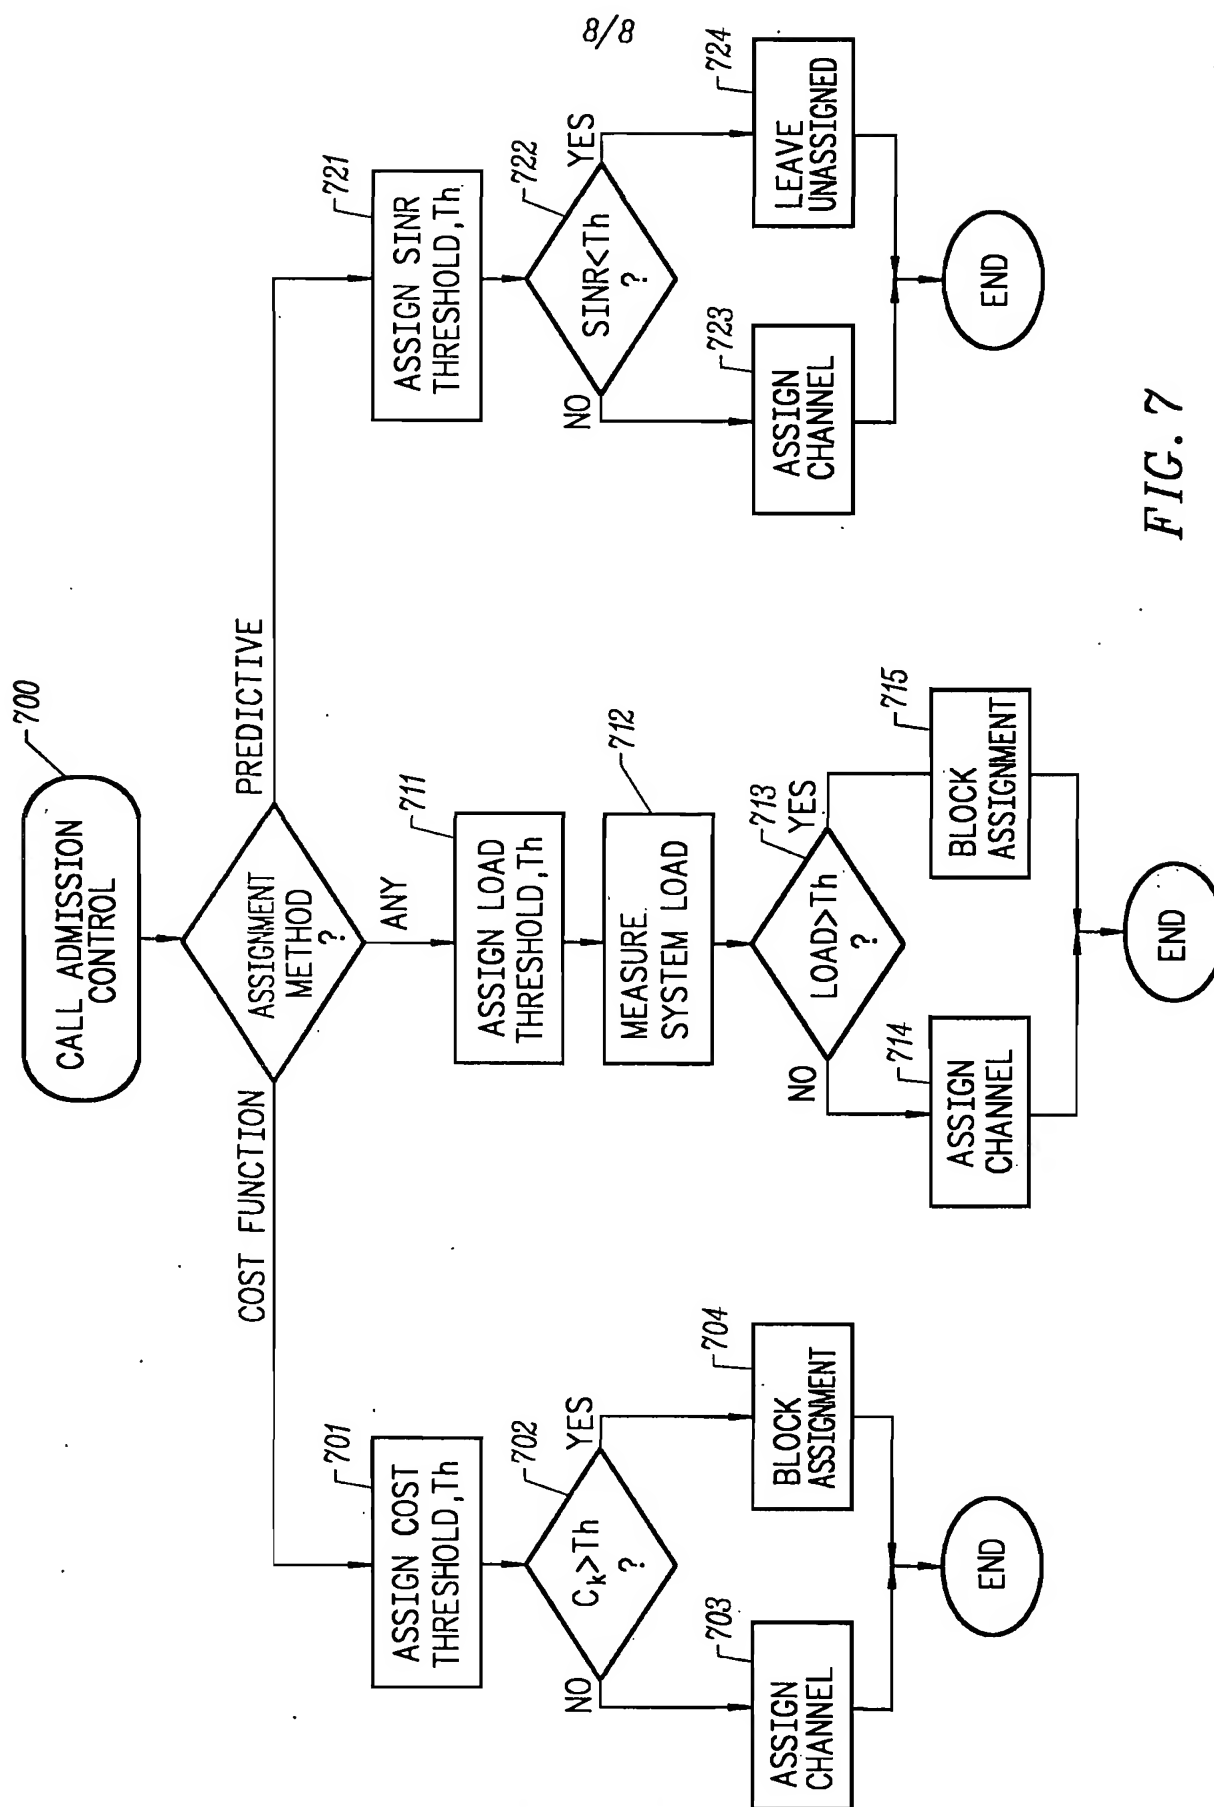 8/8
700
CALL ADMISSION
CONTROL
ASSIGNMENT
METHOD
?
COST FUNCTION
ANY
PREDICTIVE
701
ASSIGN COST
THRESHOLD,Th
702
Ck>Th
?
NO
YES
703
ASSIGN
CHANNEL
704
BLOCK
ASSIGNMENT
END
711
ASSIGN LOAD
THRESHOLD,Th
712
MEASURE
SYSTEM LOAD
713
LOAD>Th
?
NO
YES
714
ASSIGN
CHANNEL
715
BLOCK
ASSIGNMENT
END
721
ASSIGN SINR
THRESHOLD,Th
722
SINR<Th
?
NO
YES
723
ASSIGN
CHANNEL
724
LEAVE
UNASSIGNED
END
FIG. 7